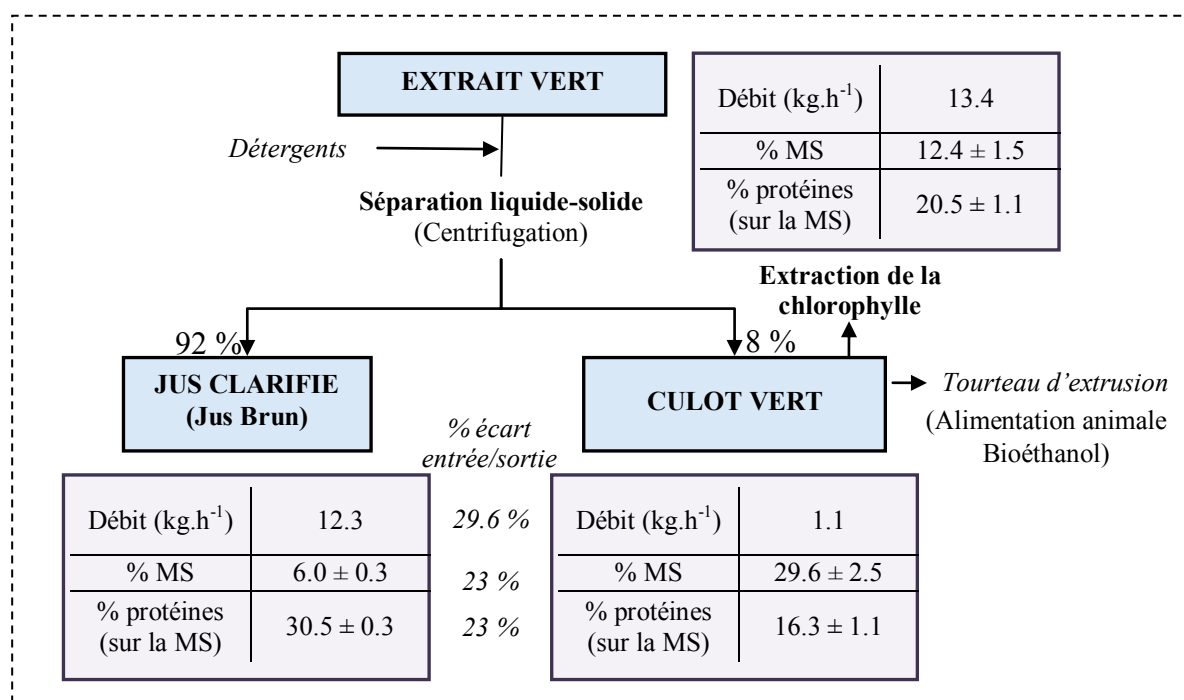 EXTRAIT VERT
Débit (kg.h⁻¹) 13.4
% MS 12.4 ± 1.5
% protéines
(sur la MS) 20.5 ± 1.1
Détergents
Séparation liquide-solide
(Centrifugation)
Extraction de la
chlorophylle
92 %
8 %
JUS CLARIFIE
(Jus Brun)
CULOT VERT
Tourteau d'extrusion
(Alimentation animale
Bioéthanol)
% écart
entrée/sortie
Débit (kg.h⁻¹) 12.3
% MS 6.0 ± 0.3
% protéines
(sur la MS) 30.5 ± 0.3
29.6 %
23 %
23 %
Débit (kg.h⁻¹) 1.1
% MS 29.6 ± 2.5
% protéines
(sur la MS) 16.3 ± 1.1